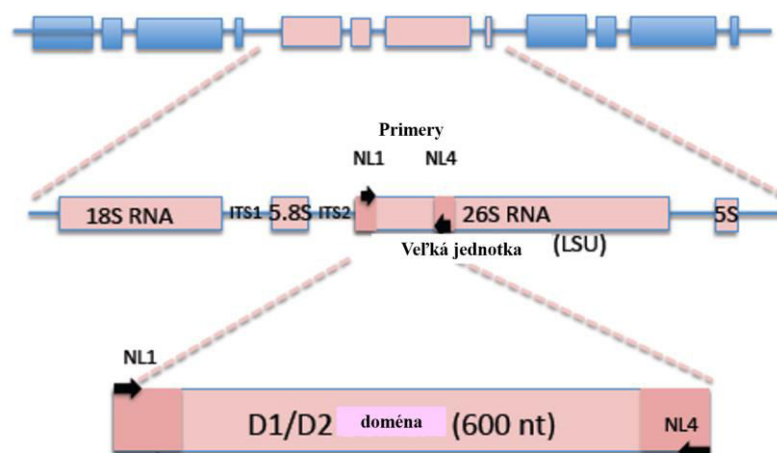 Primery
NL1 NL4
18S RNA ITS1 5.8S ITS2 26S RNA 5S
Veľká jednotka (LSU)
NL1
D1/D2 doména (600 nt) NL4